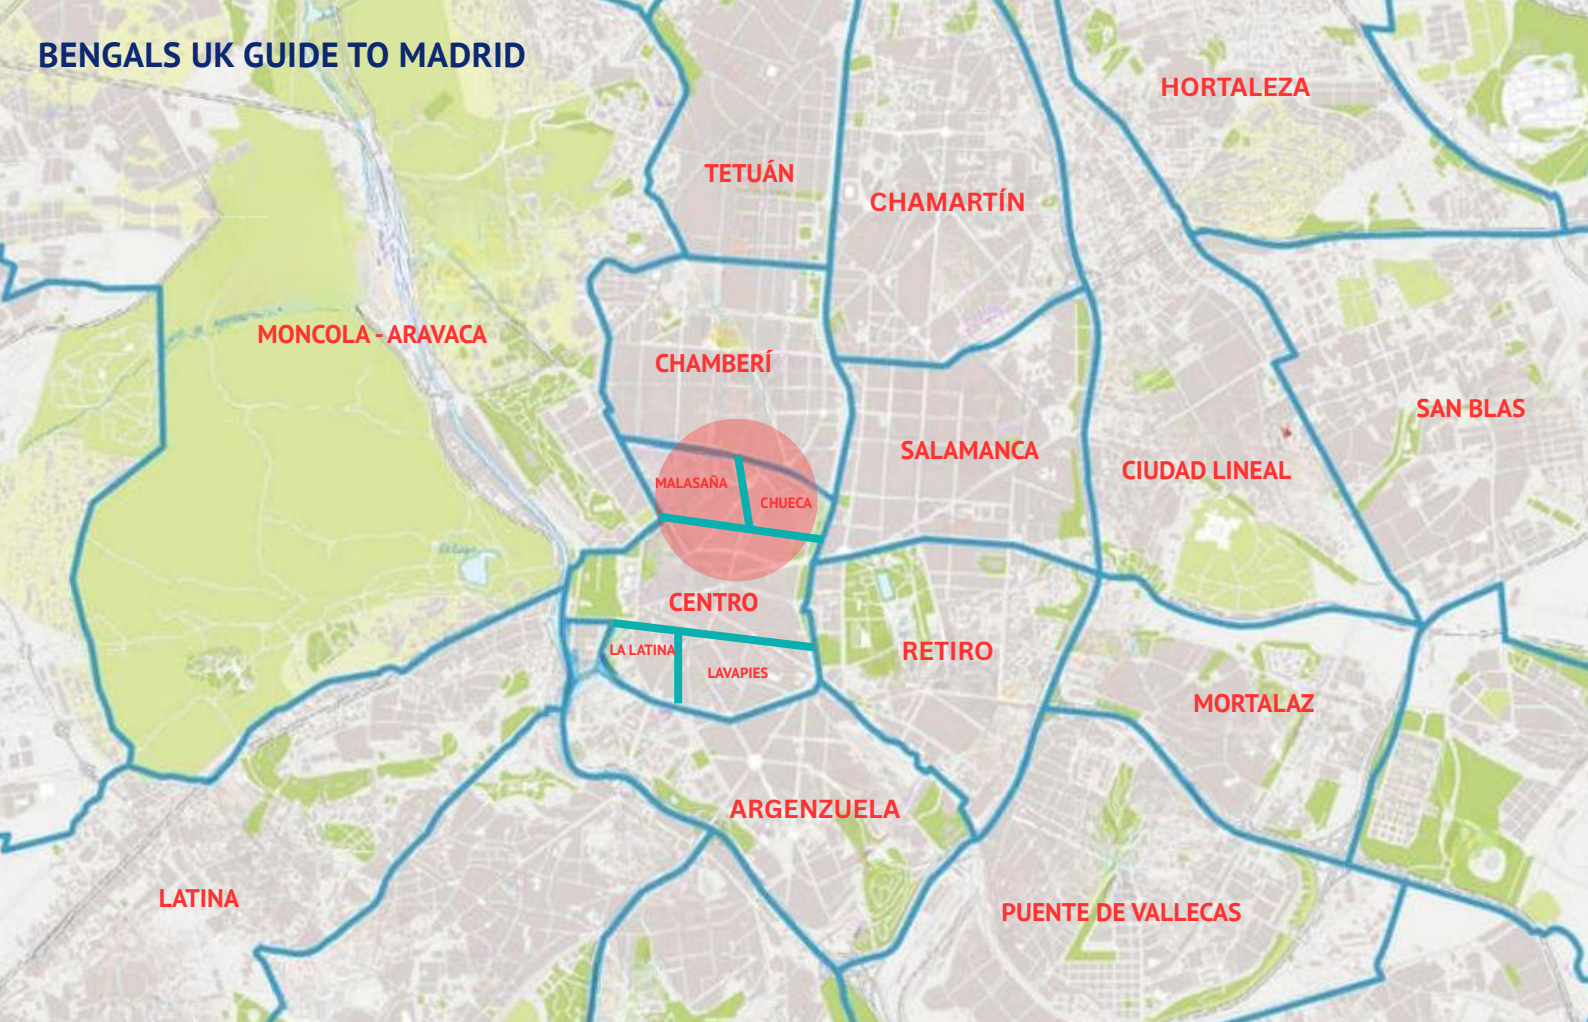 BENGALS UK GUIDE TO MADRID
HORTALEZA
TETUÁN
CHAMARTÍN
MONCOLA - ARAVACA
CHAMBERÍ
SAN BLAS
SALAMANCA
CIUDAD LINEAL
MALASAÑA
CHUECA
CENTRO
LA LATINA
RETIRO
LAVAPIES
MORTALAZ
ARGENZUELA
LATINA
PUENTE DE VALLECAS